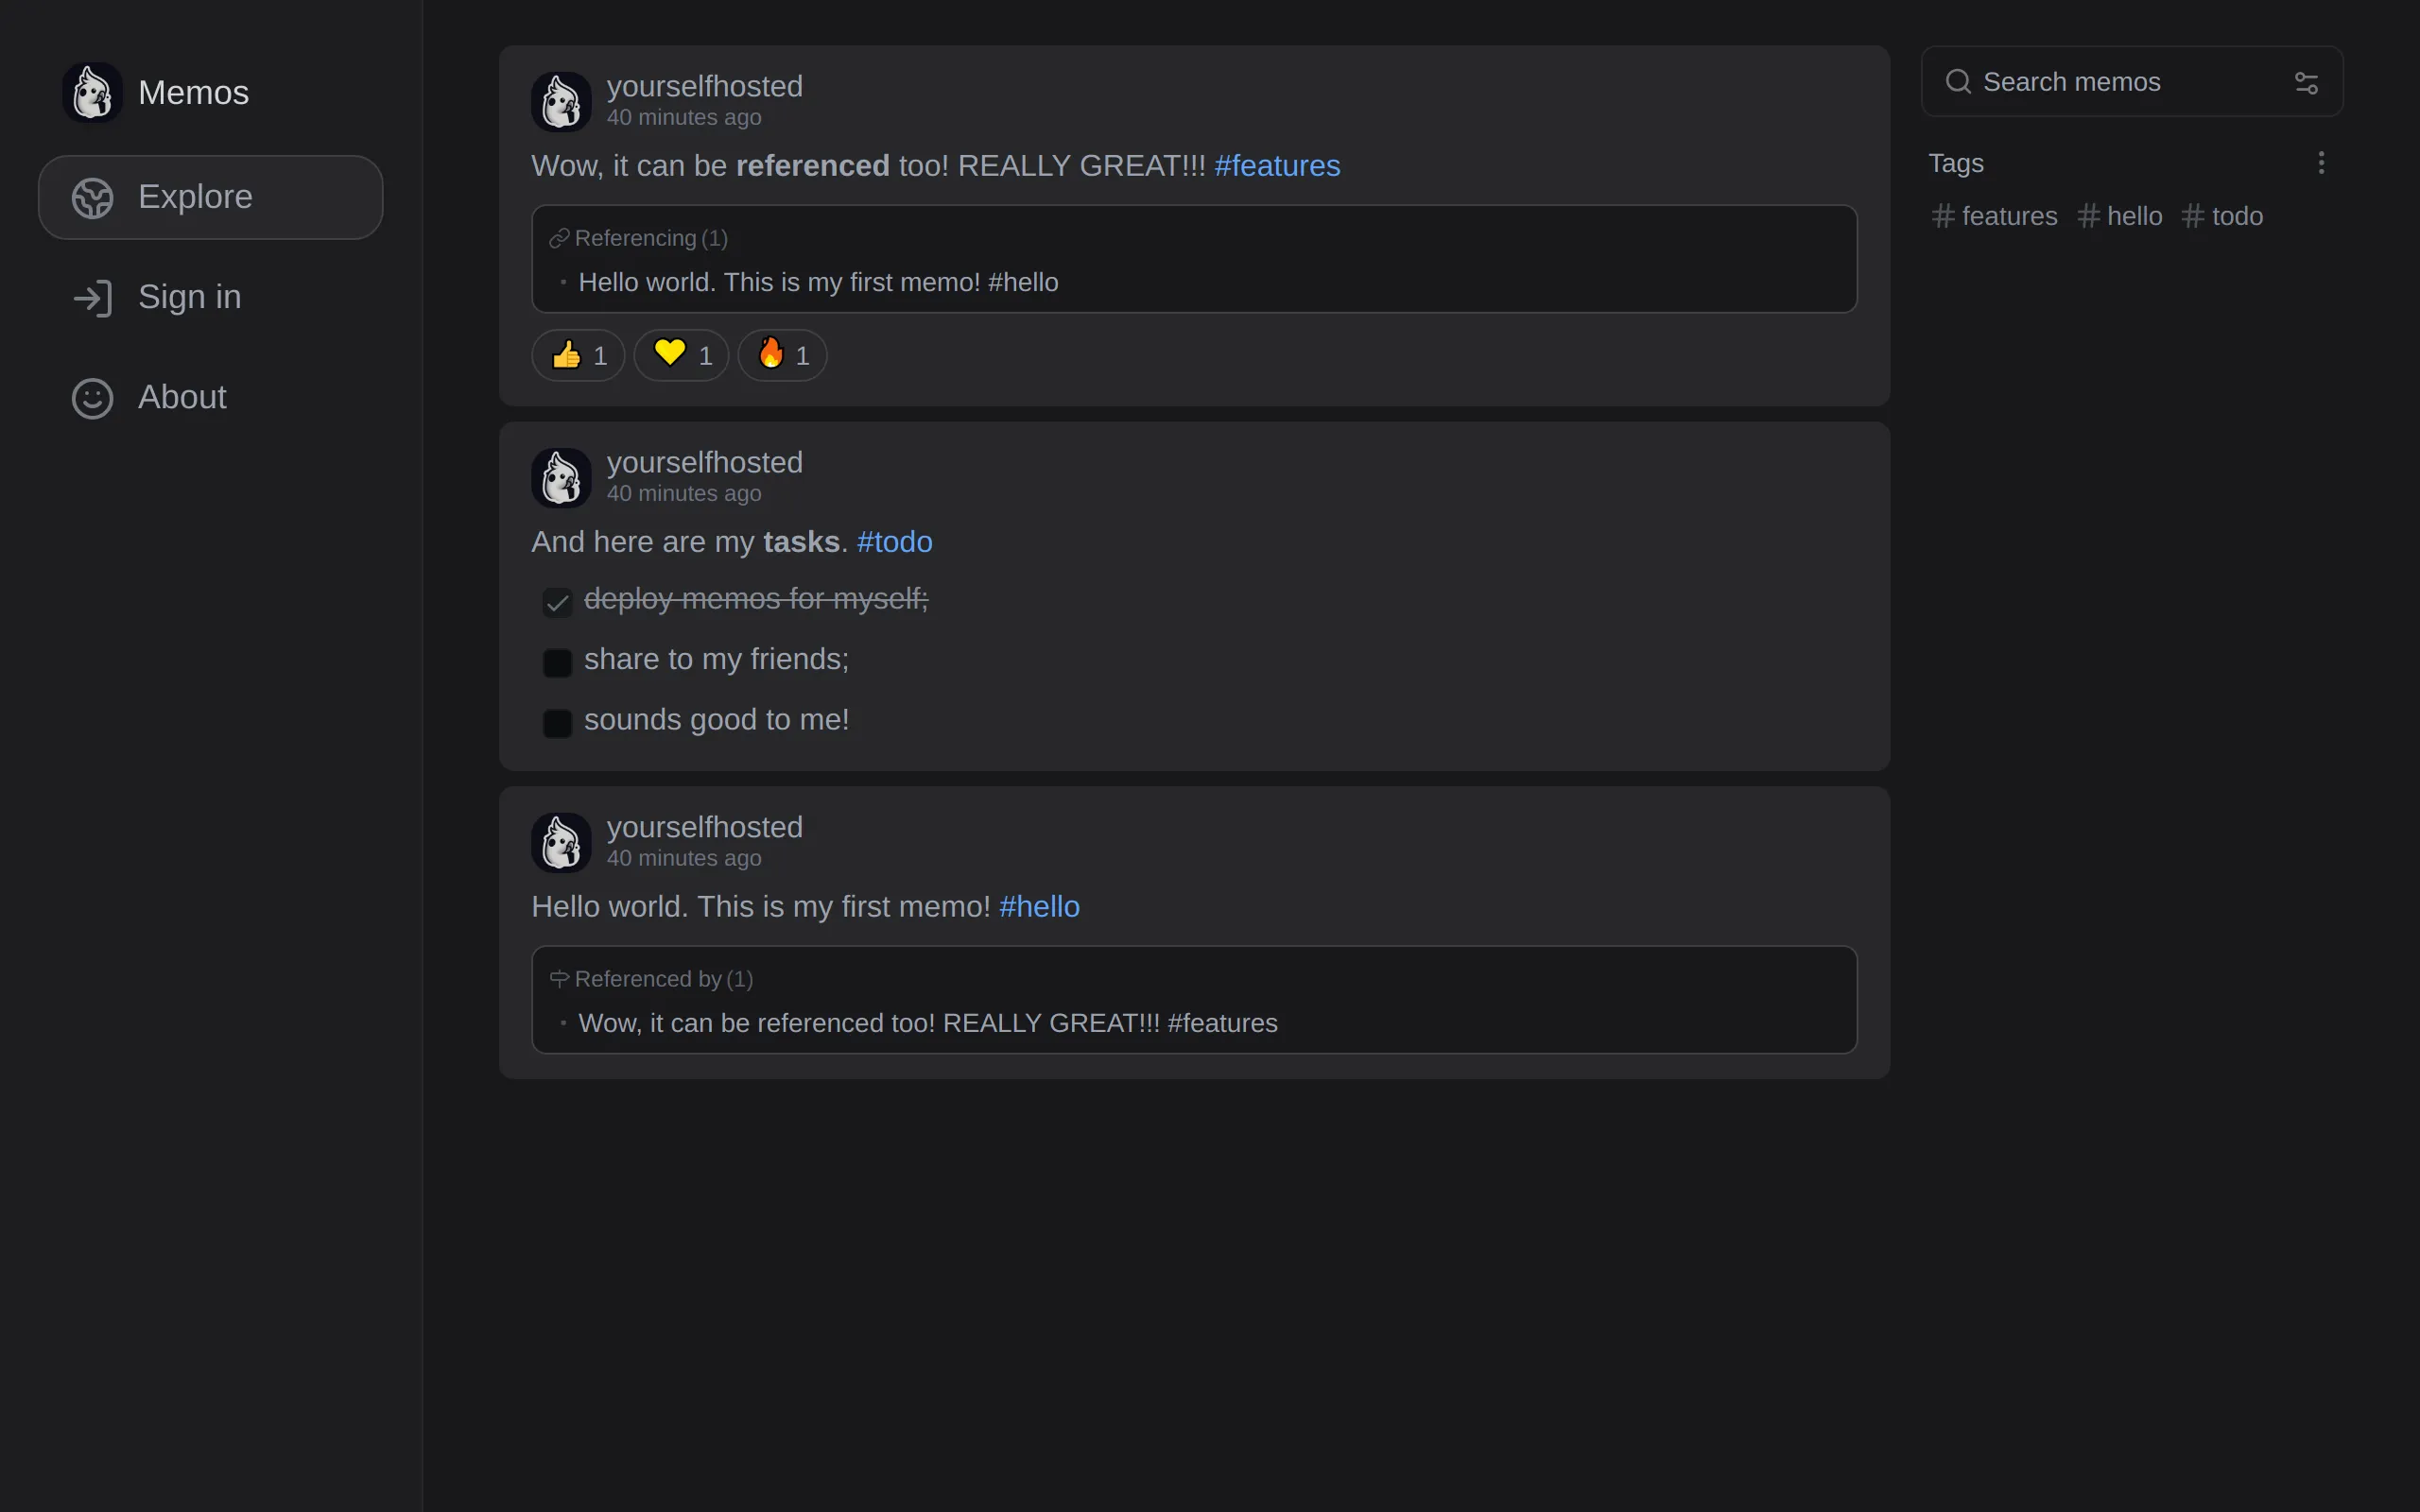 Memos
Explore
Sign in
About
yourselfhosted
40 minutes ago
Wow, it can be referenced too! REALLY GREAT!!! #features
Referencing (1)
Hello world. This is my first memo! #hello
1 1 1
yourselfhosted
40 minutes ago
And here are my tasks. #todo
deploy memos for myself;
share to my friends;
sounds good to me!
yourselfhosted
40 minutes ago
Hello world. This is my first memo! #hello
Referenced by (1)
Wow, it can be referenced too! REALLY GREAT!!! #features
Search memos
Tags
# features # hello # todo